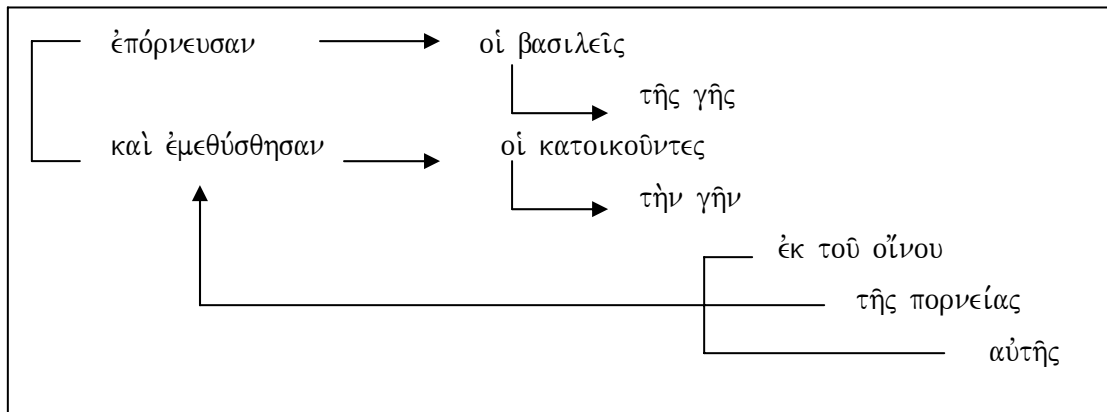 ἐπόρνευσαν οἱ βασιλεῖς
τῆς γῆς
καὶ ἐμεθύσθησαν οἱ κατοικοῦντες
τὴν γῆν
ἐκ τοῦ οἴνου
τῆς πορνείας
αὐτῆς